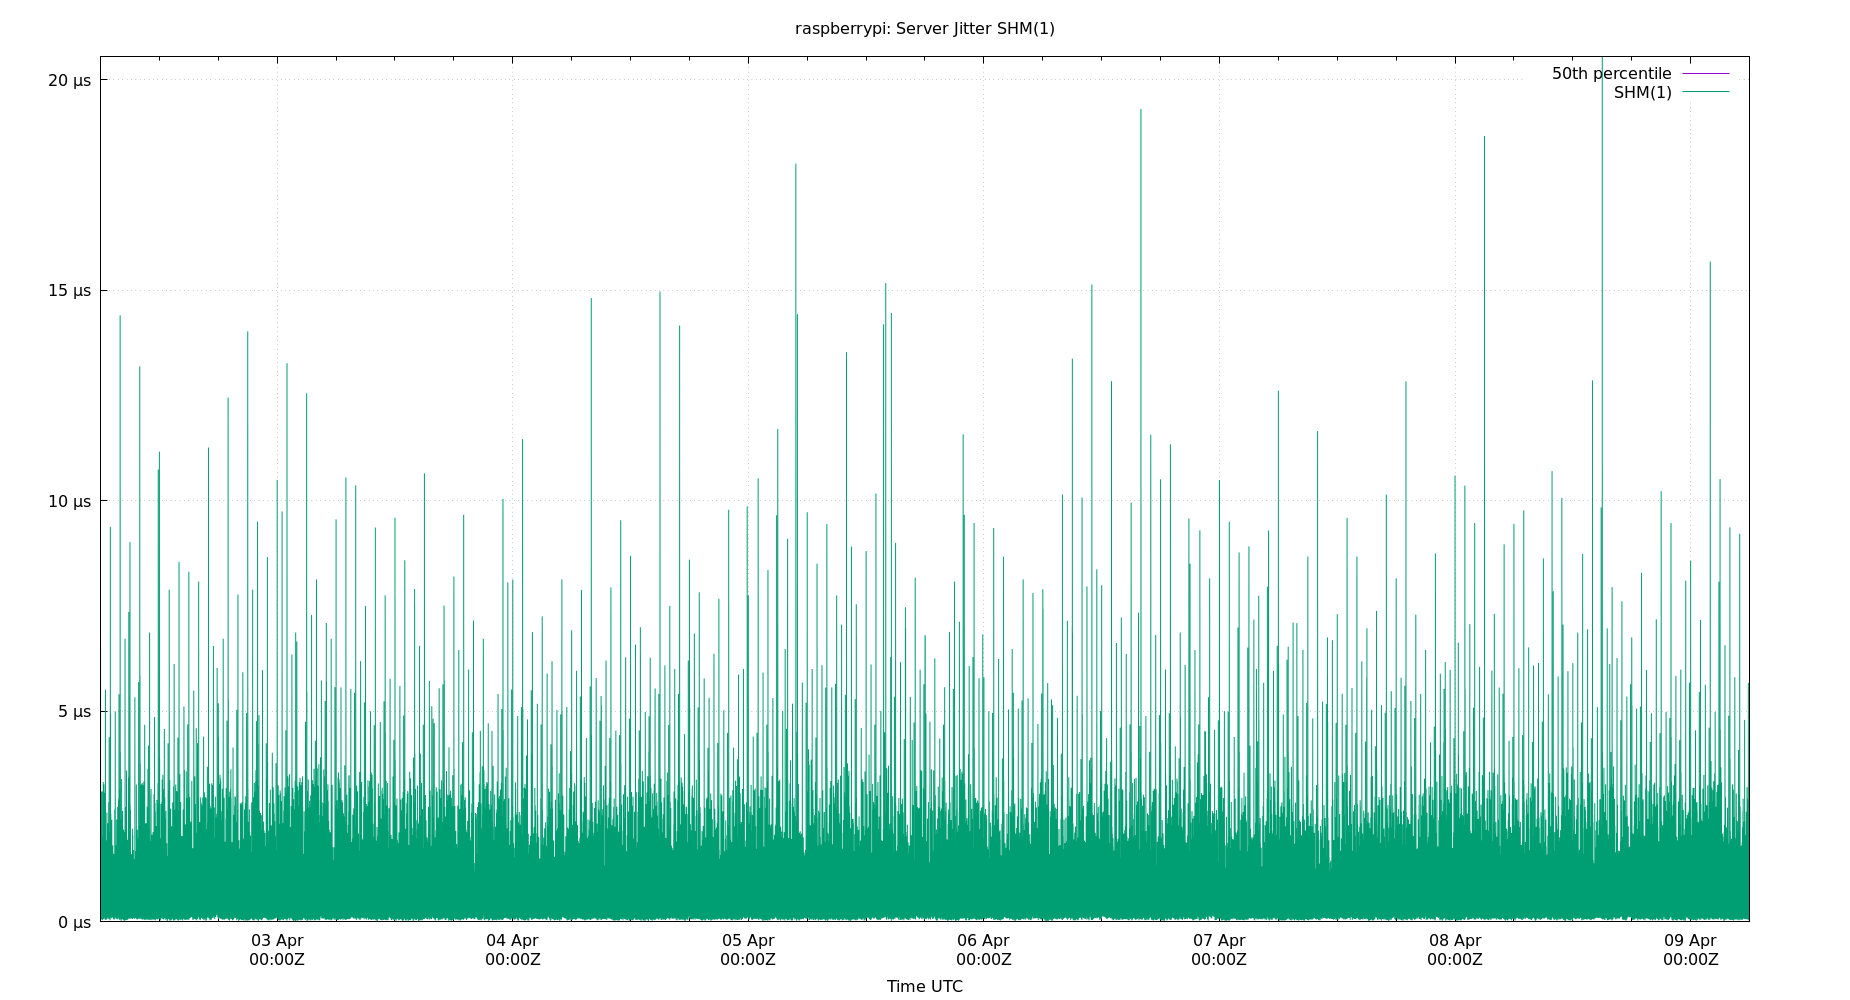 raspberrypi: Server Jitter SHM(1)
50th percentile
SHM(1)
20 µs
15 µs
10 µs
5 µs
0 µs
03 Apr
00:00Z
04 Apr
00:00Z
05 Apr
00:00Z
06 Apr
00:00Z
07 Apr
00:00Z
08 Apr
00:00Z
09 Apr
00:00Z
Time UTC